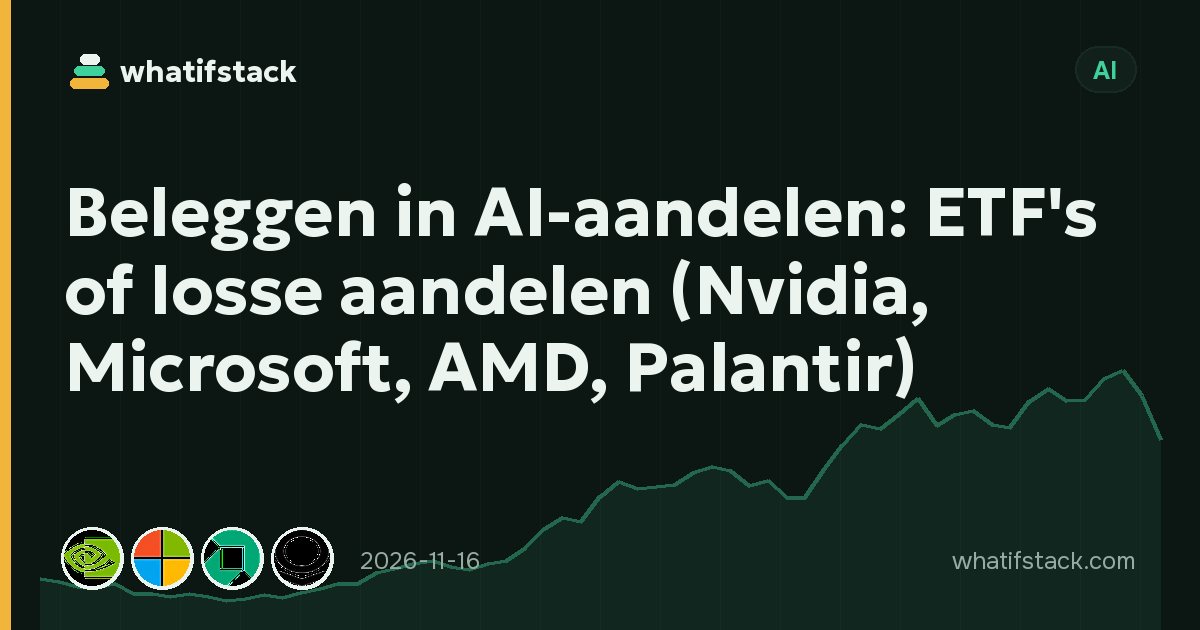 whatifstack
AI
Beleggen in AI-aandelen: ETF's
of losse aandelen (Nvidia,
Microsoft, AMD, Palantir)
2026-11-16
whatifstack.com